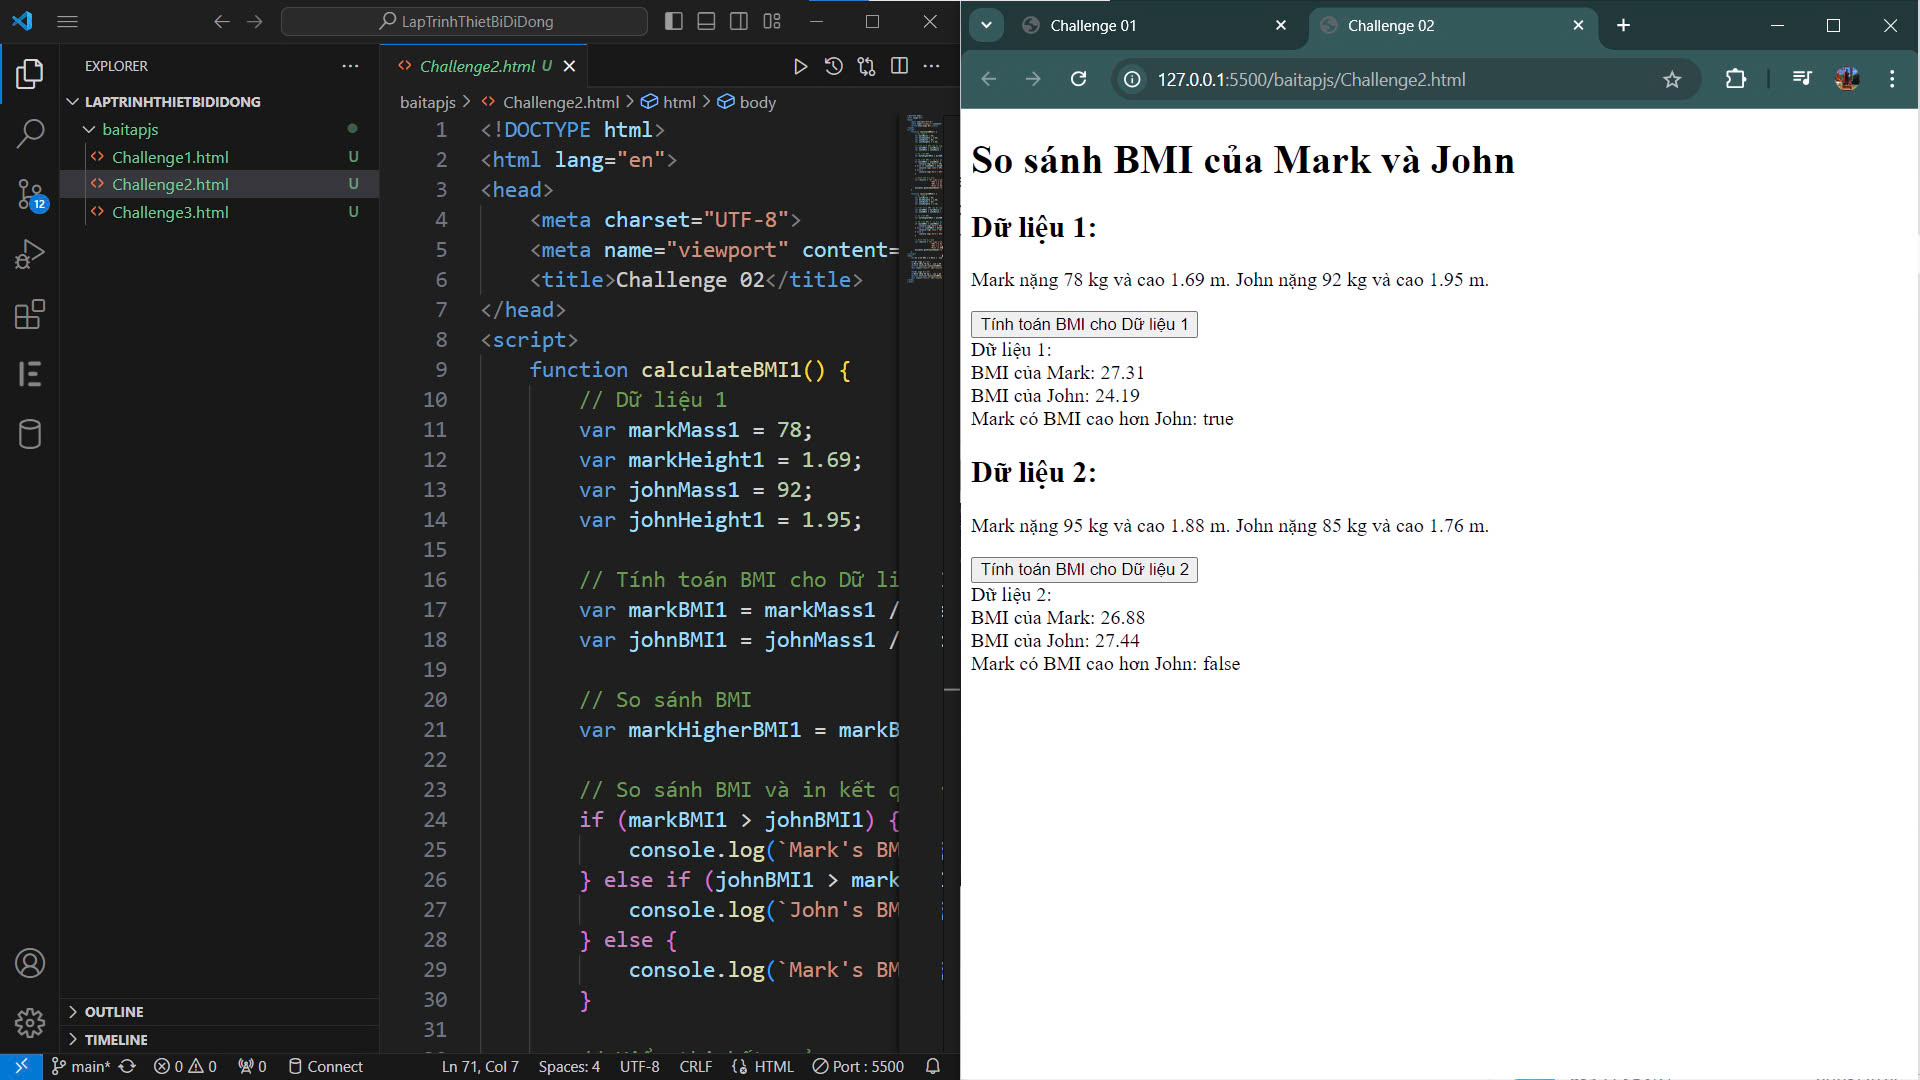 LapTrinhThietBiDiDong
EXPLORER
LAPTRINHTHIETBIDIDONG
baitapjs
Challenge1.html U
Challenge2.html U
Challenge3.html U
12
OUTLINE
TIMELINE
Challenge2.html U
baitapjs > Challenge2.html > html > body
1 <!DOCTYPE html>
2 <html lang="en">
3 <head>
4 <meta charset="UTF-8">
5 <meta name="viewport" content=
6 <title>Challenge 02</title>
7 </head>
8 <script>
9 function calculateBMI1() {
10 // Dữ liệu 1
11 var markMass1 = 78;
12 var markHeight1 = 1.69;
13 var johnMass1 = 92;
14 var johnHeight1 = 1.95;
15
16 // Tính toán BMI cho Dữ li
17 var markBMI1 = markMass1 /
18 var johnBMI1 = johnMass1 /
19
20 // So sánh BMI
21 var markHigherBMI1 = markB
22
23 // So sánh BMI và in kết q
24 if (markBMI1 > johnBMI1) {
25 console.log(`Mark's BM
26 } else if (johnBMI1 > mark
27 console.log(`John's BM
28 } else {
29 console.log(`Mark's BM
30 }
31
main* 0 0 0 Connect Ln 71, Col 7 Spaces: 4 UTF-8 CRLF HTML Port : 5500
Challenge 01
Challenge 02
127.0.0.1:5500/baitapjs/Challenge2.html
So sánh BMI của Mark và John
Dữ liệu 1:
Mark nặng 78 kg và cao 1.69 m. John nặng 92 kg và cao 1.95 m.
Tính toán BMI cho Dữ liệu 1
Dữ liệu 1:
BMI của Mark: 27.31
BMI của John: 24.19
Mark có BMI cao hơn John: true
Dữ liệu 2:
Mark nặng 95 kg và cao 1.88 m. John nặng 85 kg và cao 1.76 m.
Tính toán BMI cho Dữ liệu 2
Dữ liệu 2:
BMI của Mark: 26.88
BMI của John: 27.44
Mark có BMI cao hơn John: false